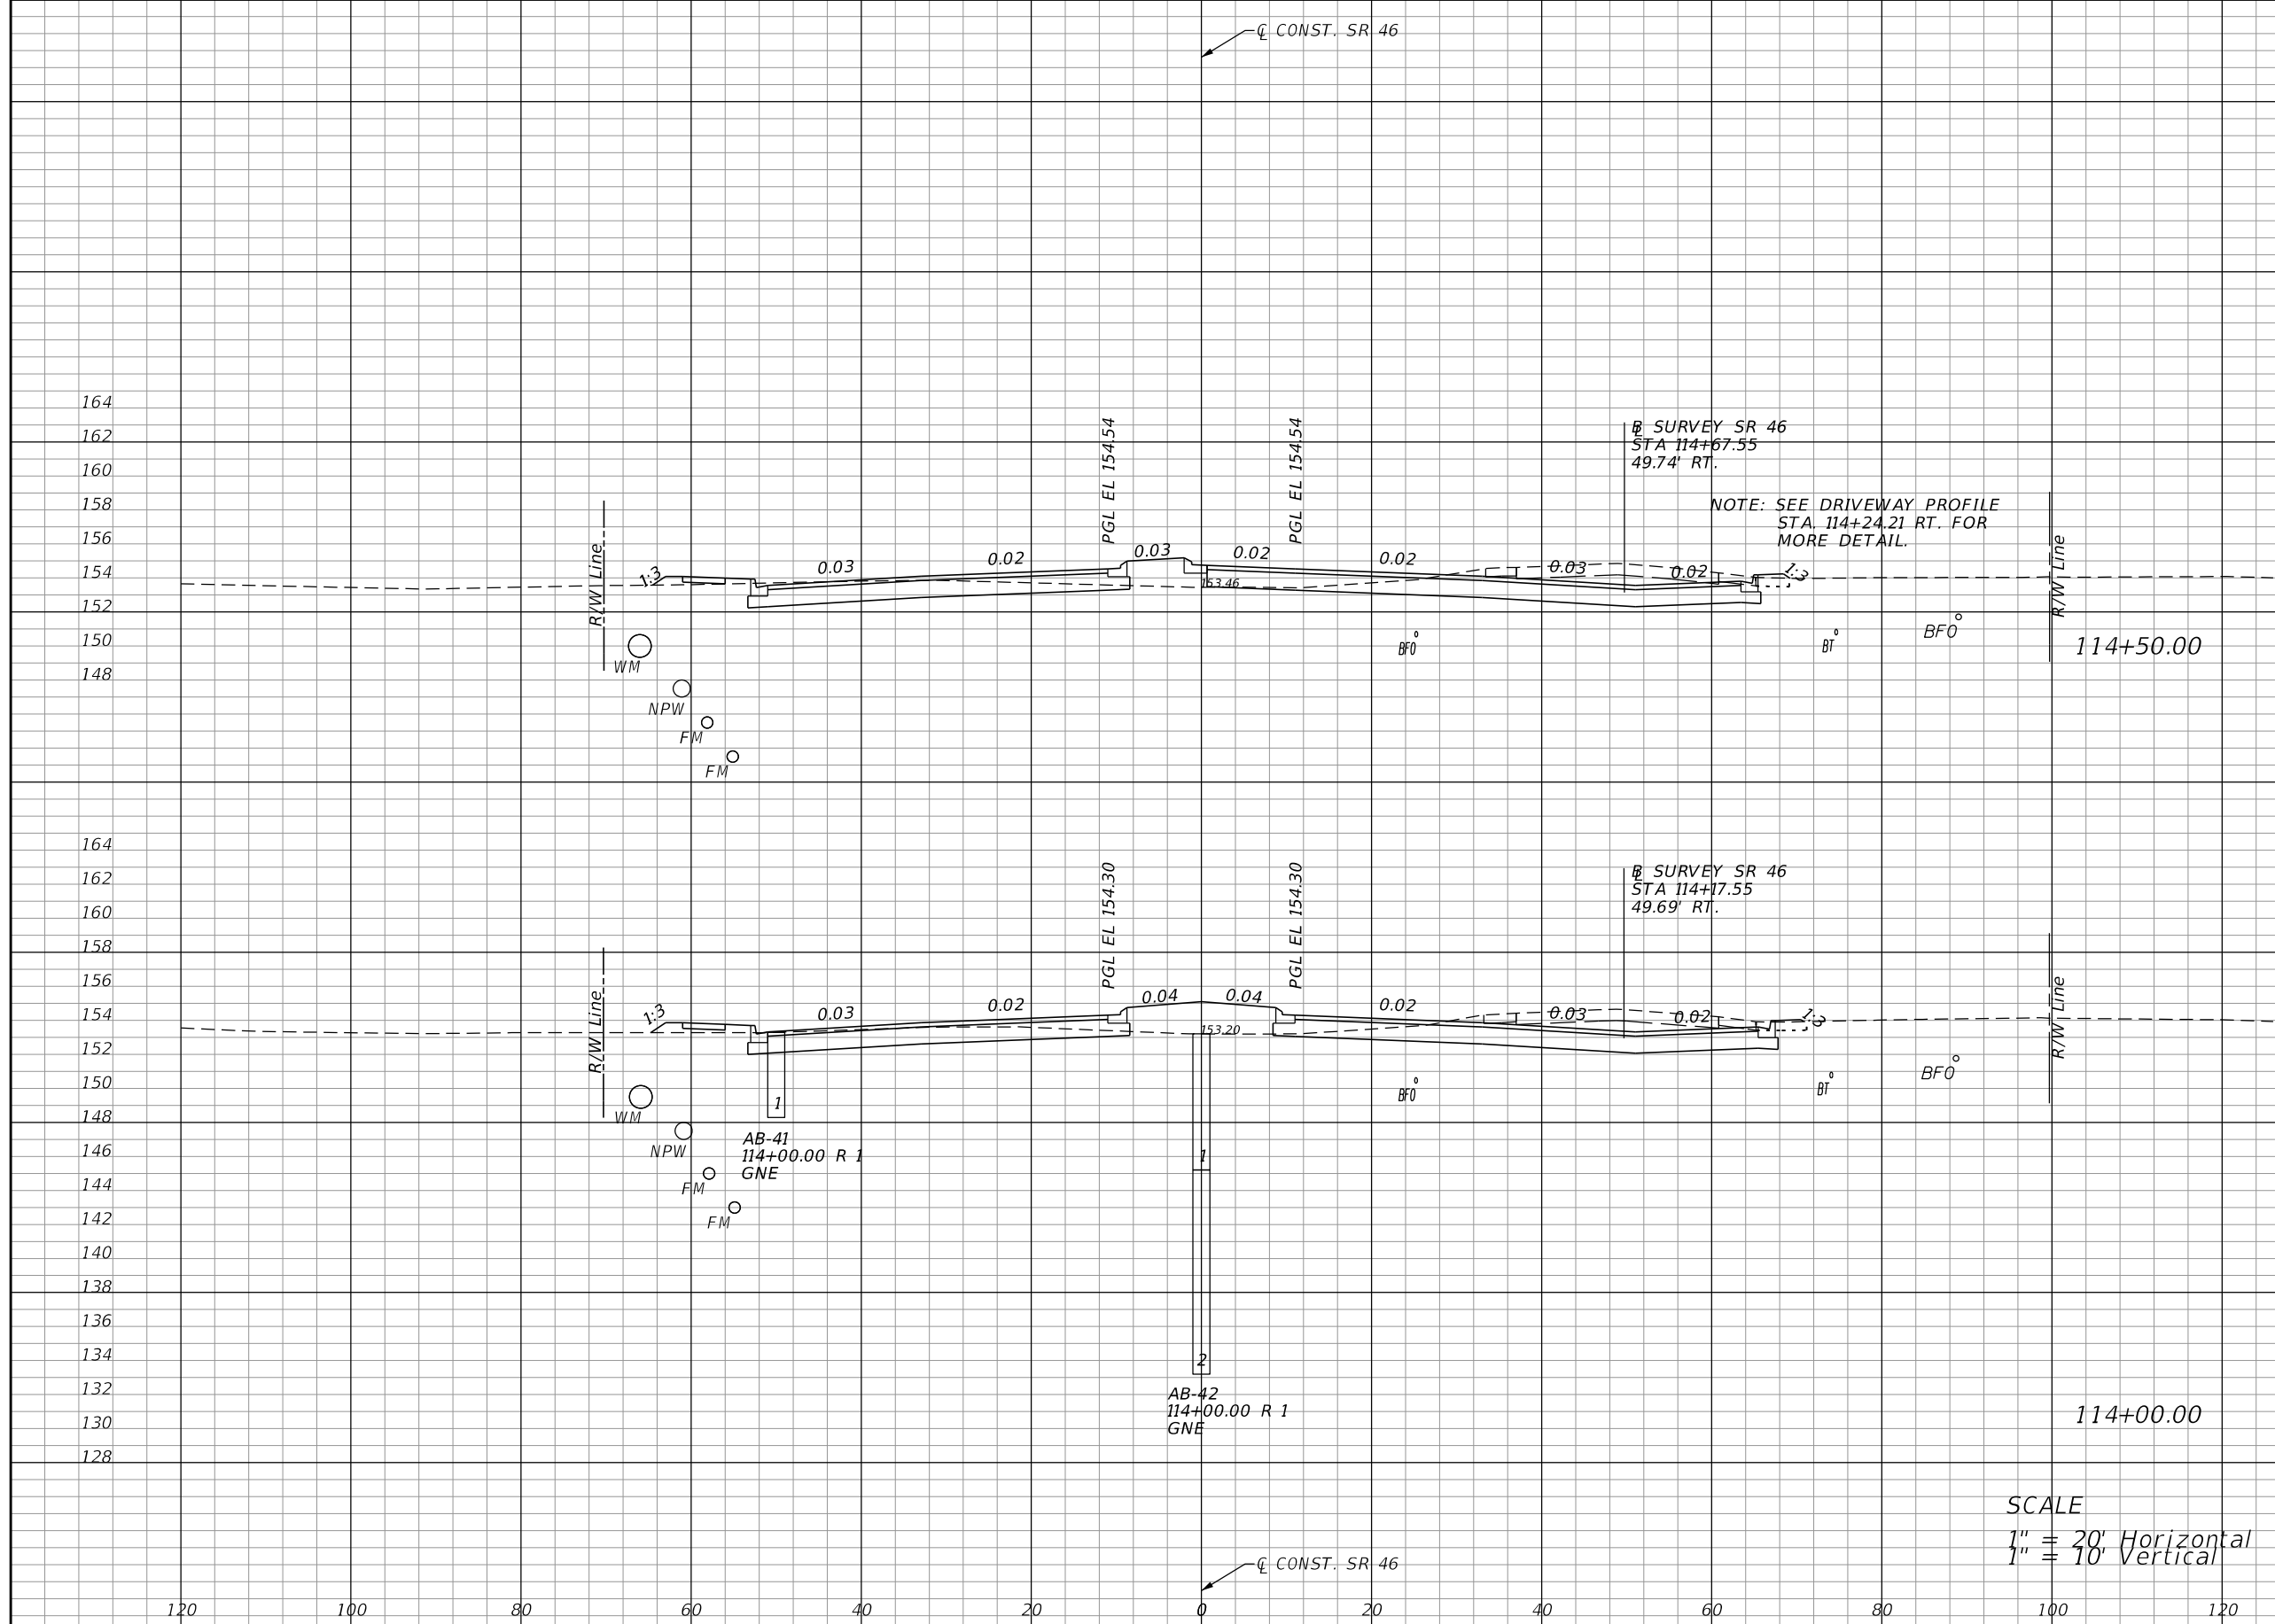 ℄ CONST. SR 46
164
162
160
158
156
154
152
150
148
PGL EL 154.54
PGL EL 154.54
B̲L SURVEY SR 46
STA 114+67.55
49.74' RT.
NOTE: SEE DRIVEWAY PROFILE
STA. 114+24.21 RT. FOR
MORE DETAIL.
R/W Line
1:3
0.03
0.02
0.03
0.02
0.02
0.03
0.02
1:3
R/W Line
153.46
WM
NPW
FM
FM
BFO
BT
BFO
114+50.00
164
162
160
158
156
154
152
150
148
146
144
142
140
138
136
134
132
130
128
PGL EL 154.30
PGL EL 154.30
B̲L SURVEY SR 46
STA 114+17.55
49.69' RT.
R/W Line
1:3
0.03
0.02
0.04
0.04
0.02
0.03
0.02
1:3
R/W Line
153.20
WM
NPW
FM
FM
BFO
BT
BFO
1
AB-41
114+00.00 R 1
GNE
1
2
AB-42
114+00.00 R 1
GNE
114+00.00
SCALE
1" = 20' Horizontal
1" = 10' Vertical
℄ CONST. SR 46
120 100 80 60 40 20 0 20 40 60 80 100 120